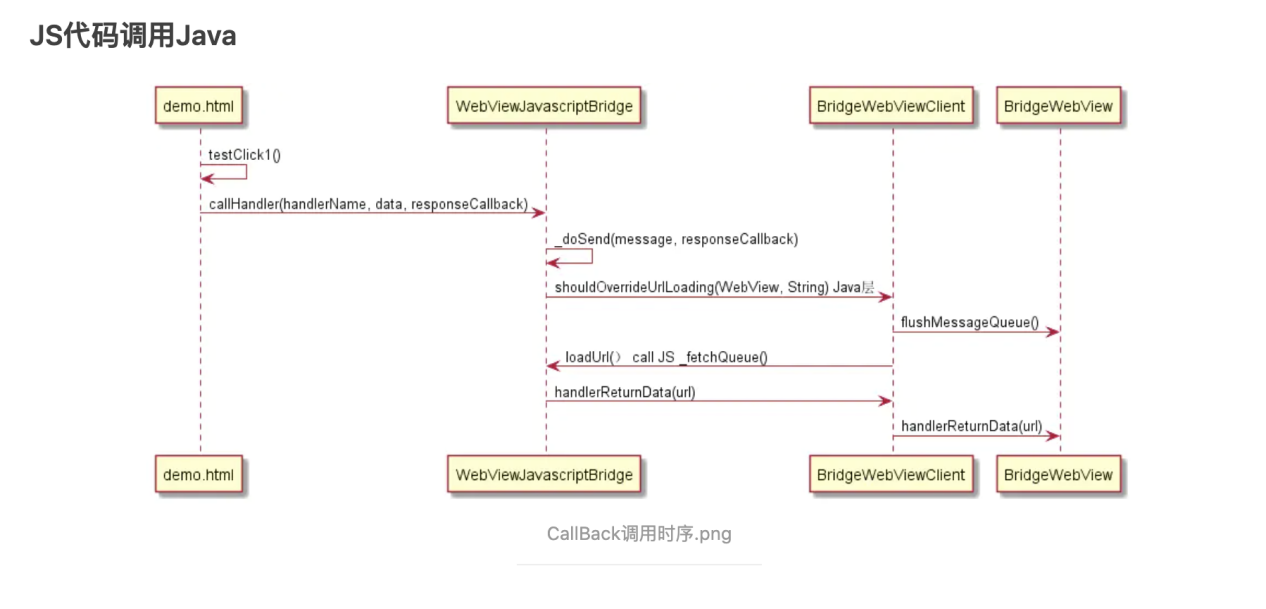 JS代码调用Java
demo.html
WebViewJavascriptBridge
BridgeWebViewClient
BridgeWebView
testClick1()
callHandler(handlerName, data, responseCallback)
_doSend(message, responseCallback)
shouldOverrideUrlLoading(WebView, String) Java层
flushMessageQueue()
loadUrl(） call JS _fetchQueue()
handlerReturnData(url)
handlerReturnData(url)
demo.html
WebViewJavascriptBridge
BridgeWebViewClient
BridgeWebView
CallBack调用时序.png